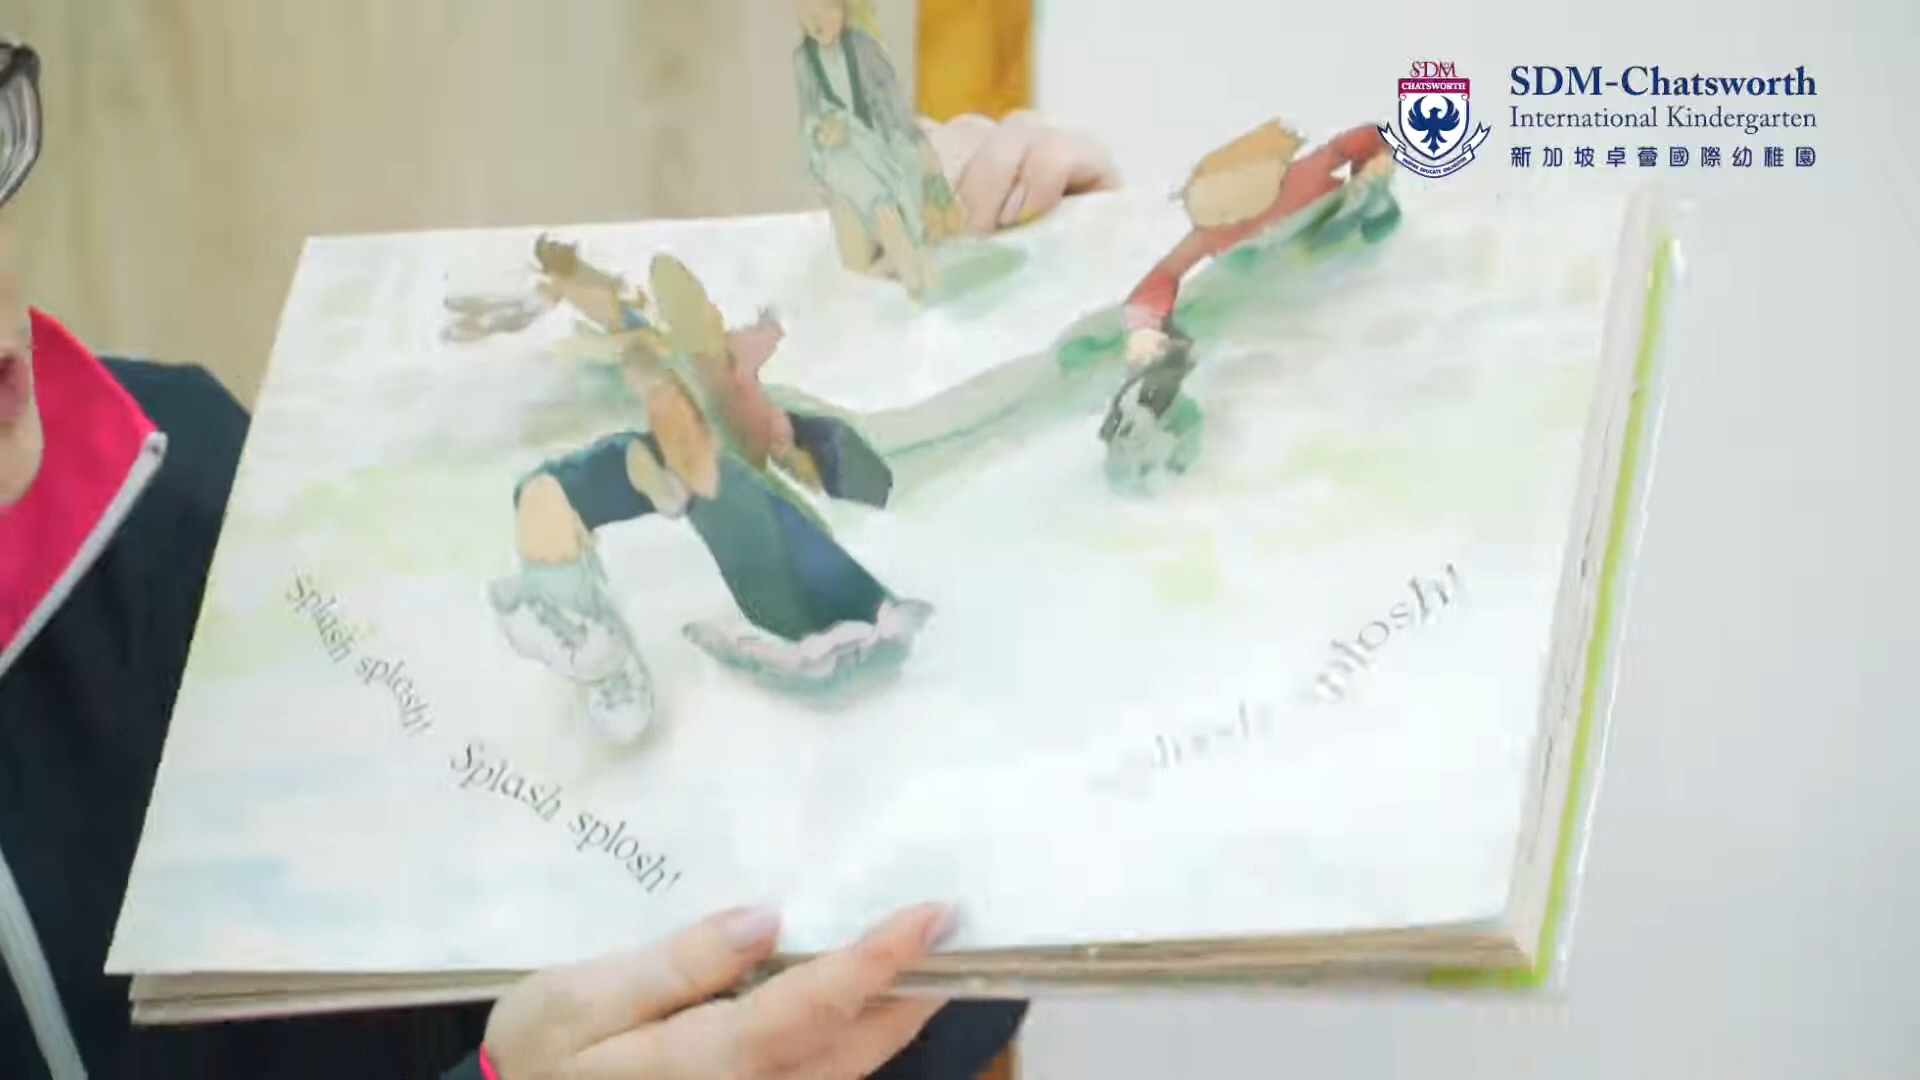 SDM
CHATSWORTH
SDM-Chatsworth
International Kindergarten
新加坡卓薈國際幼稚園
Splash splosh!
Splash splosh!
splosh!